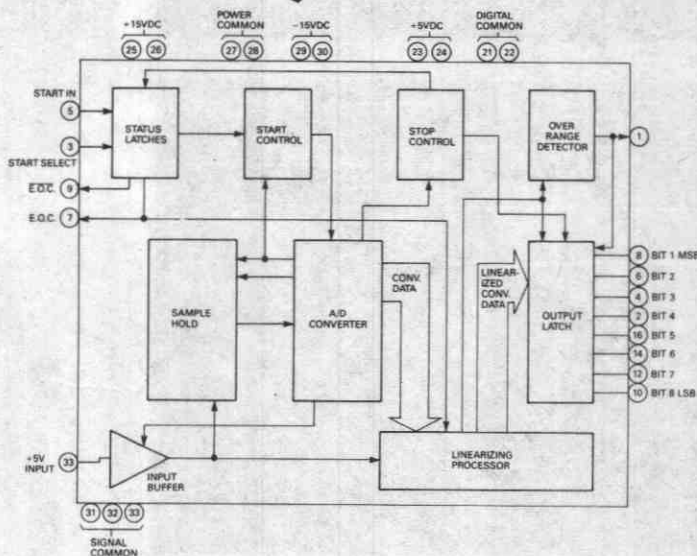 +15VDC
25 26
POWER
COMMON
27 28
−15VDC
29 30
+5VDC
23 24
DIGITAL
COMMON
21 22
START IN
5
3
START SELECT
E.O.C.
9
E.O.C.
7
STATUS
LATCHES
START
CONTROL
STOP
CONTROL
OVER
RANGE
DETECTOR
1
SAMPLE
HOLD
A/D
CONVERTER
CONV.
DATA
LINEAR-
IZED
CONV.
DATA
OUTPUT
LATCH
8 BIT 1 MSB
6 BIT 2
4 BIT 3
2 BIT 4
16 BIT 5
14 BIT 6
12 BIT 7
10 BIT 8 LSB
+5V
INPUT
33
INPUT
BUFFER
LINEARIZING
PROCESSOR
31 32 33
SIGNAL
COMMON